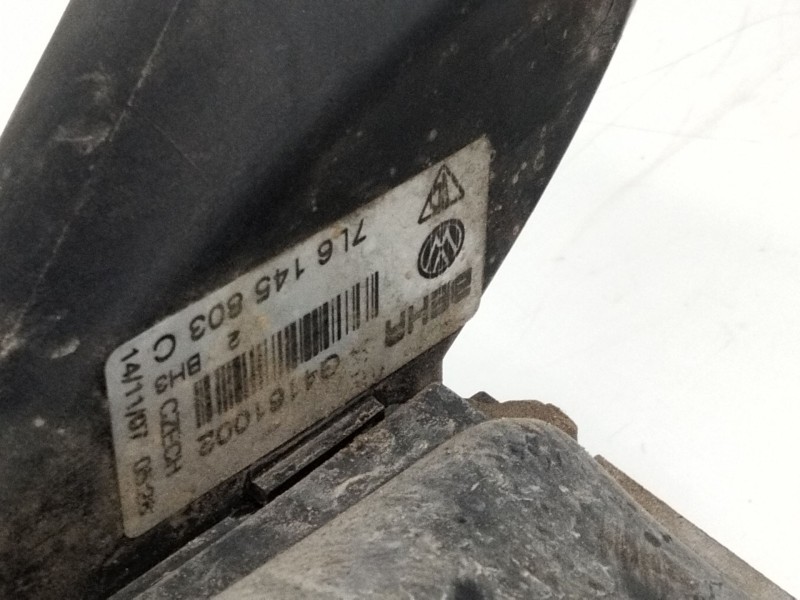 BEHR
7L6 145 803 C
2 BH3 CZECH
14/11/07
G4161002